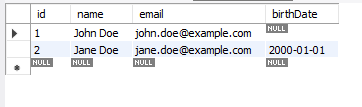 id name email birthDate
1 John Doe john.doe@example.com NULL
2 Jane Doe jane.doe@example.com 2000-01-01
NULL NULL NULL NULL